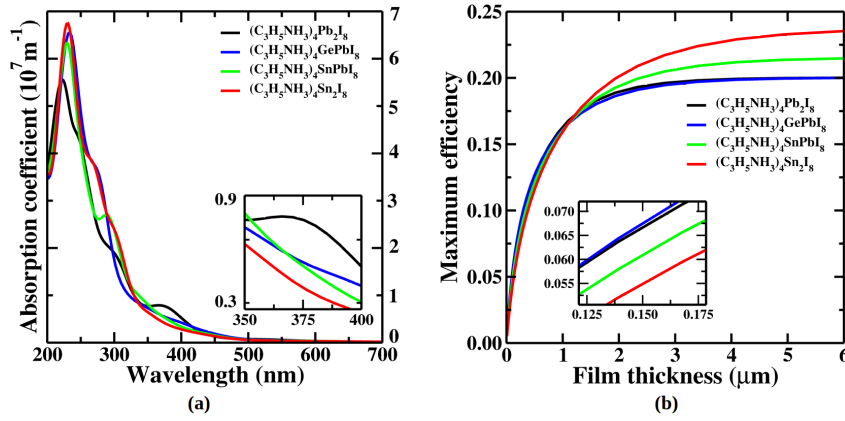 Absorption coefficient (10⁷ m⁻¹)
7
6
5
4
3
2
1
0
(C₃H₅NH₃)₄Pb₂I₈
(C₃H₅NH₃)₄GePbI₈
(C₃H₅NH₃)₄SnPbI₈
(C₃H₅NH₃)₄Sn₂I₈
0.9
0.3
350 375 400
200 300 400 500 600 700
Wavelength (nm)
(a)
Maximum efficiency
0.25
0.20
0.15
0.10
0.05
0.00
(C₃H₅NH₃)₄Pb₂I₈
(C₃H₅NH₃)₄GePbI₈
(C₃H₅NH₃)₄SnPbI₈
(C₃H₅NH₃)₄Sn₂I₈
0.070
0.066
0.060
0.055
0.125 0.150 0.175
0 1 2 3 4 5 6
Film thickness (μm)
(b)